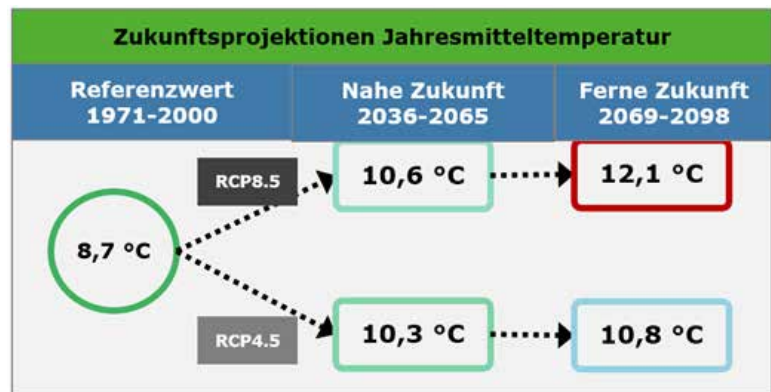 Zukunftsprojektionen Jahresmitteltemperatur
Referenzwert
1971-2000
Nahe Zukunft
2036-2065
Ferne Zukunft
2069-2098
RCP8.5
10,6 °C
12,1 °C
8,7 °C
RCP4.5
10,3 °C
10,8 °C